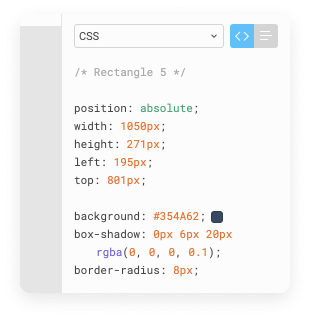 CSS
/* Rectangle 5 */
position: absolute;
width: 1050px;
height: 271px;
left: 195px;
top: 801px;
background: #354A62;
box-shadow: 0px 6px 20px
rgba(0, 0, 0, 0.1);
border-radius: 8px;